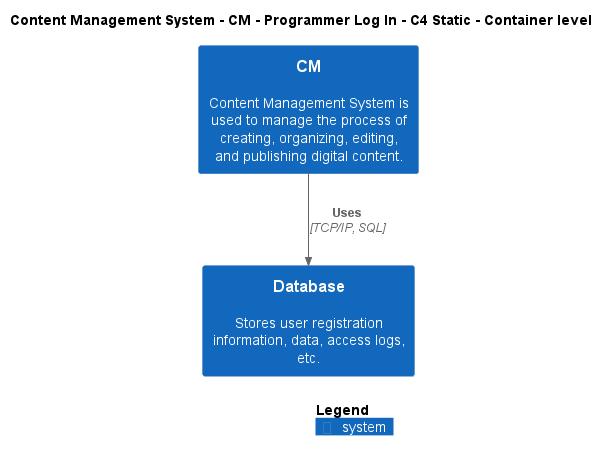 Content Management System - CM - Programmer Log In - C4 Static - Container level
CM
Content Management System is
used to manage the process of
creating, organizing, editing,
and publishing digital content.
Uses
[TCP/IP, SQL]
Database
Stores user registration
information, data, access logs,
etc.
Legend
system